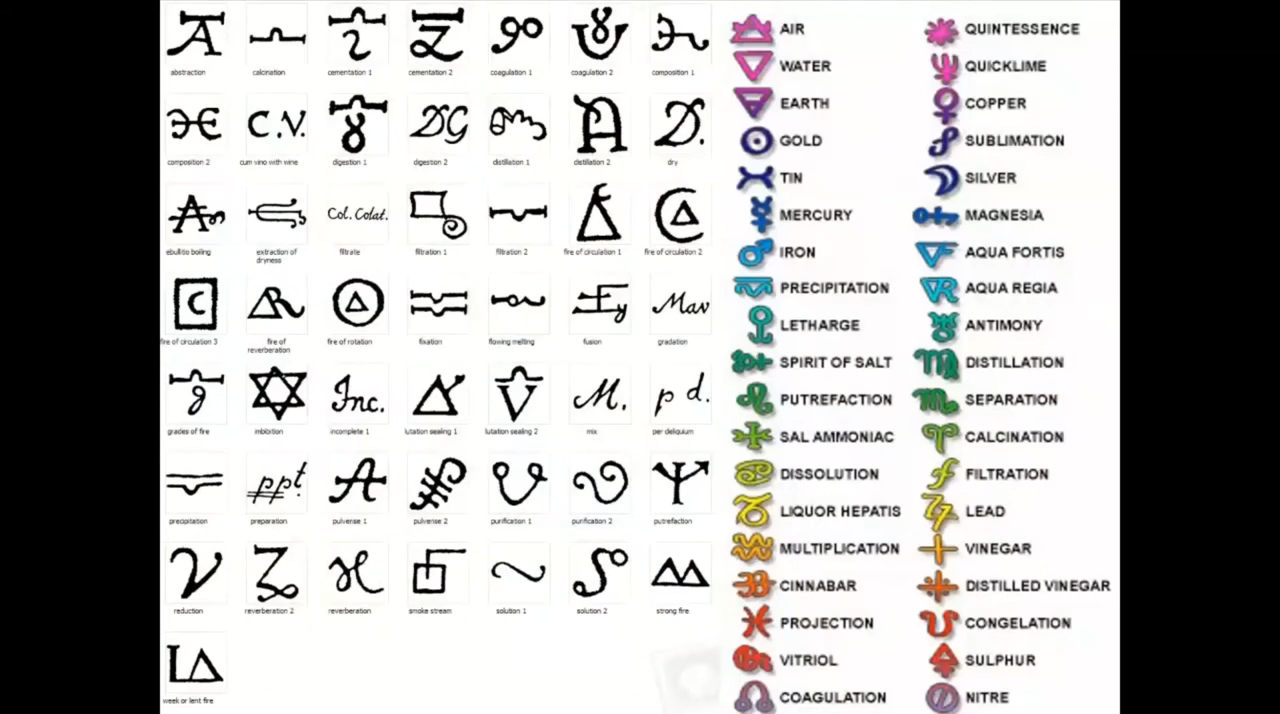 abstraction
calcination
cementation 1
cementation 2
coagulation 1
coagulation 2
composition 1
C.V.
DG
D.
composition 2
cum vino with wine
digestion 1
digestion 2
distillation 1
distillation 2
dry
Col. Colat.
ebullitio boiling
extraction of
dryness
filtrate
filtration 1
filtration 2
fire of circulation 1
fire of circulation 2
C
fire of circulation 3
fire of
reverberation
fire of rotation
fixation
flowing melting
fusion
gradation
Inc.
M.
p d.
grades of fire
imbibition
incomplete 1
lutation sealing 1
lutation sealing 2
mix
per deliquium
ppt.
precipitation
preparation
pulverise 1
pulverise 2
purification 1
purification 2
putrefaction
reduction
reverberation 2
reverberation
smoke stream
solution 1
solution 2
strong fire
week or lent fire
AIR
WATER
EARTH
GOLD
TIN
MERCURY
IRON
PRECIPITATION
LETHARGE
SPIRIT OF SALT
PUTREFACTION
SAL AMMONIAC
DISSOLUTION
LIQUOR HEPATIS
MULTIPLICATION
CINNABAR
PROJECTION
VITRIOL
COAGULATION
QUINTESSENCE
QUICKLIME
COPPER
SUBLIMATION
SILVER
MAGNESIA
AQUA FORTIS
AQUA REGIA
ANTIMONY
DISTILLATION
SEPARATION
CALCINATION
FILTRATION
LEAD
VINEGAR
DISTILLED VINEGAR
CONGELATION
SULPHUR
NITRE